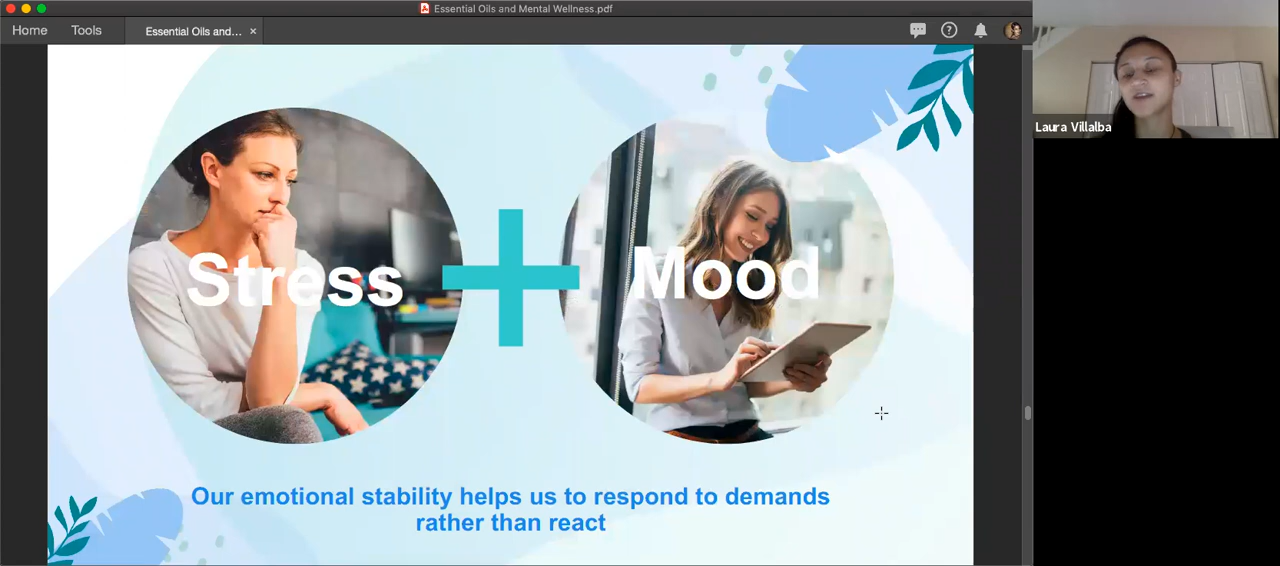 Essential Oils and Mental Wellness.pdf
Home
Tools
Essential Oils and...
Laura Villalba
Stress
Mood
Our emotional stability helps us to respond to demands
rather than react